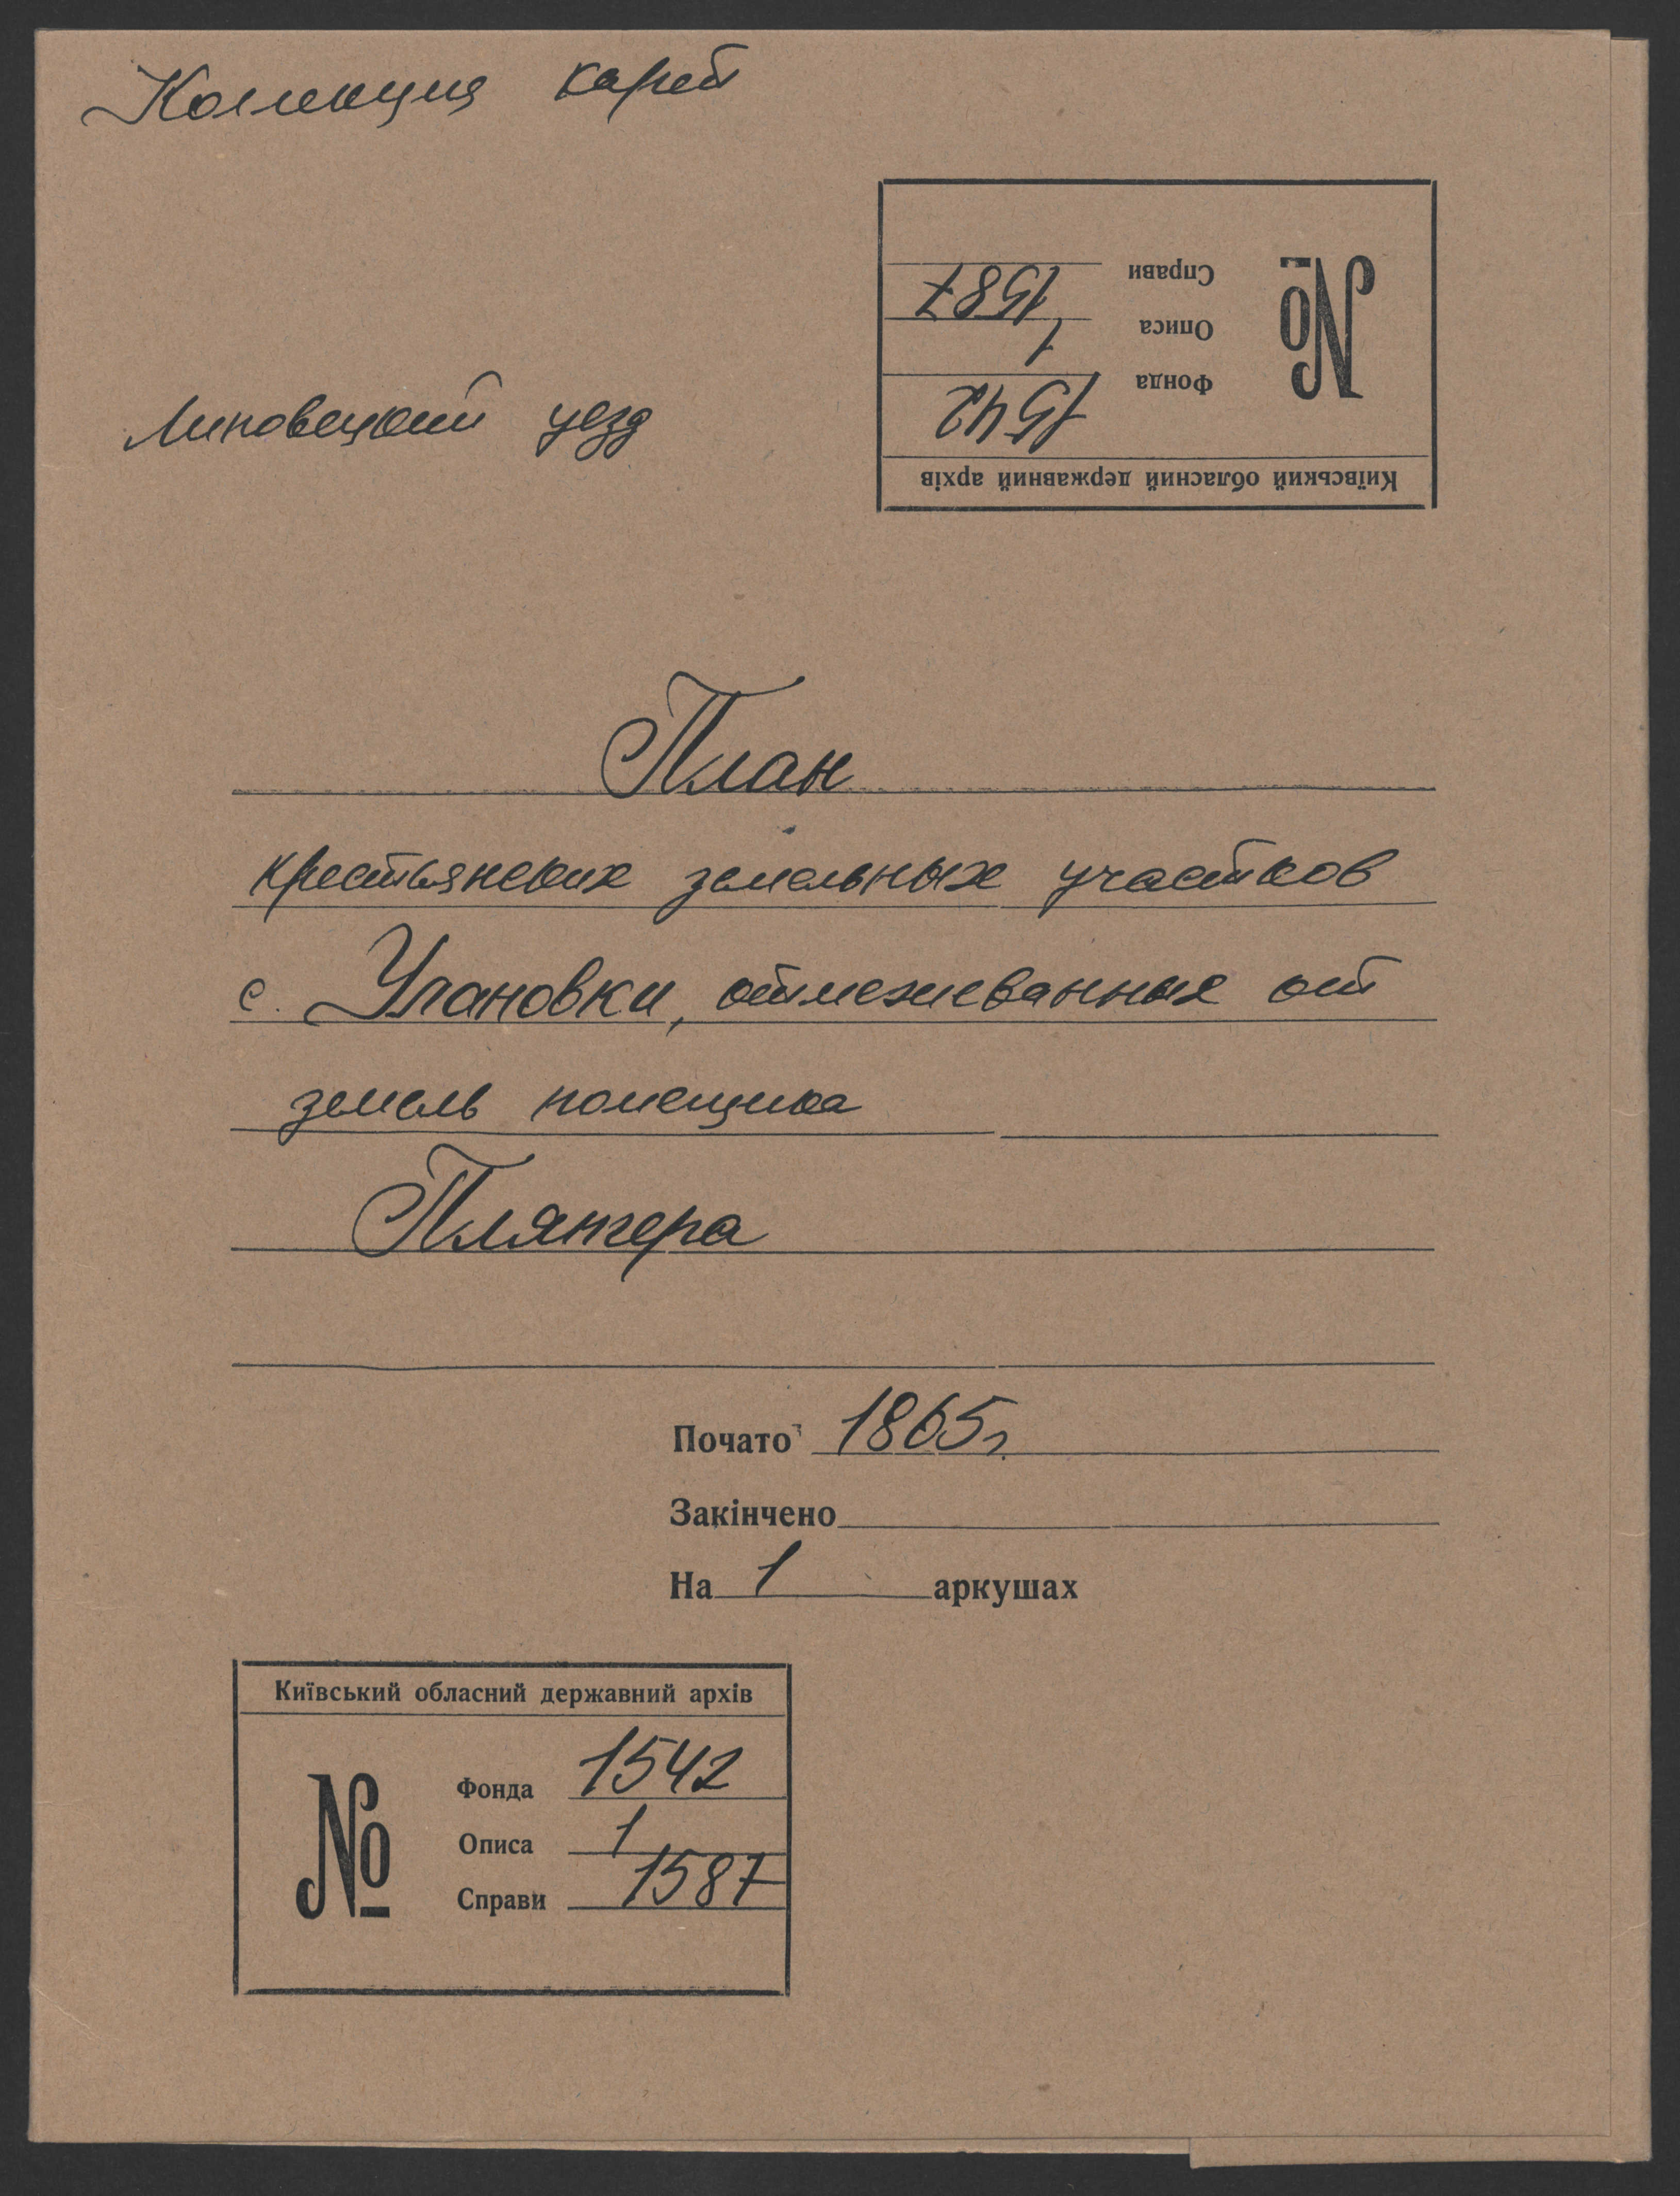 Коллекция карт
Справи 1587
Описа 1
Фонда 1542
№
Київський обласний державний архів
Липовецкий уезд
План
крестьянских земельных участков
с. Улановки, отмежеванных от
земель помещика
Плятера
Почато 1865г.
Закінчено
На 1 аркушах
Київський обласний державний архів
№
Фонда 1542
Описа 1
Справи 1587